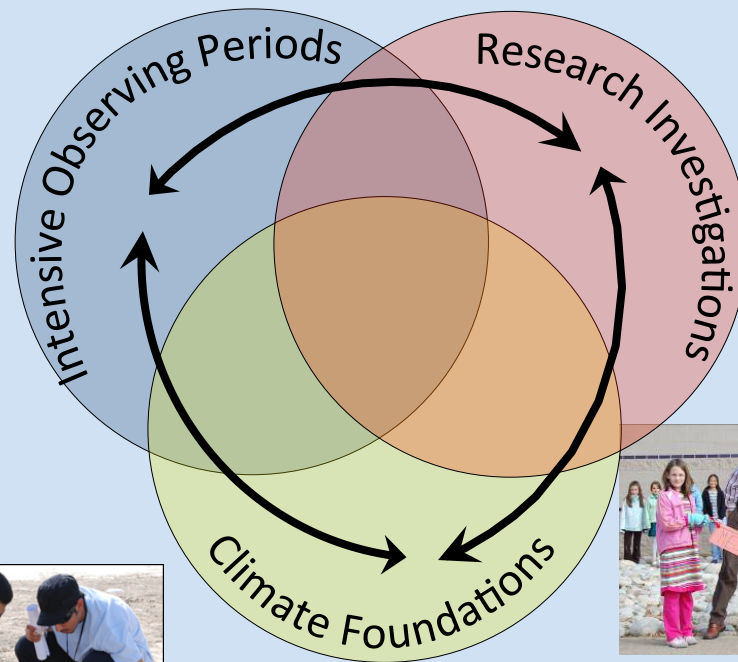 Intensive Observing Periods
Research Investigations
Climate Foundations